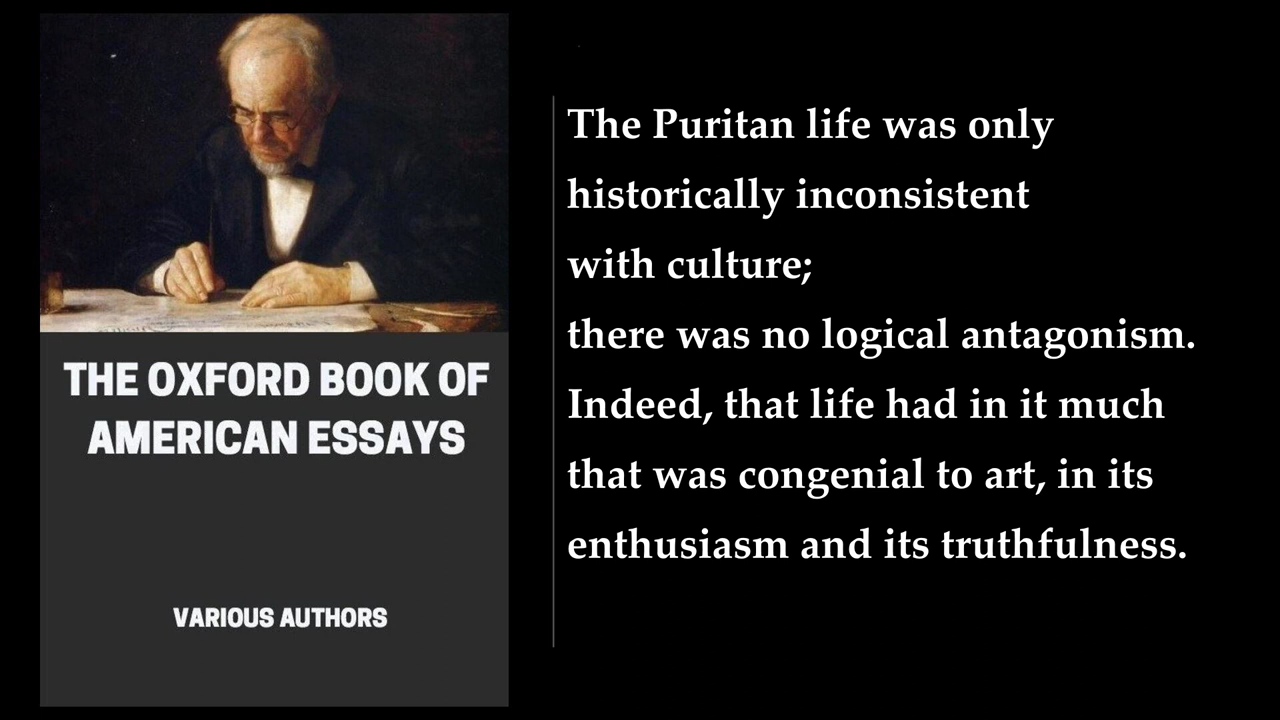 THE OXFORD BOOK OF
AMERICAN ESSAYS
VARIOUS AUTHORS
The Puritan life was only
historically inconsistent
with culture;
there was no logical antagonism.
Indeed, that life had in it much
that was congenial to art, in its
enthusiasm and its truthfulness.